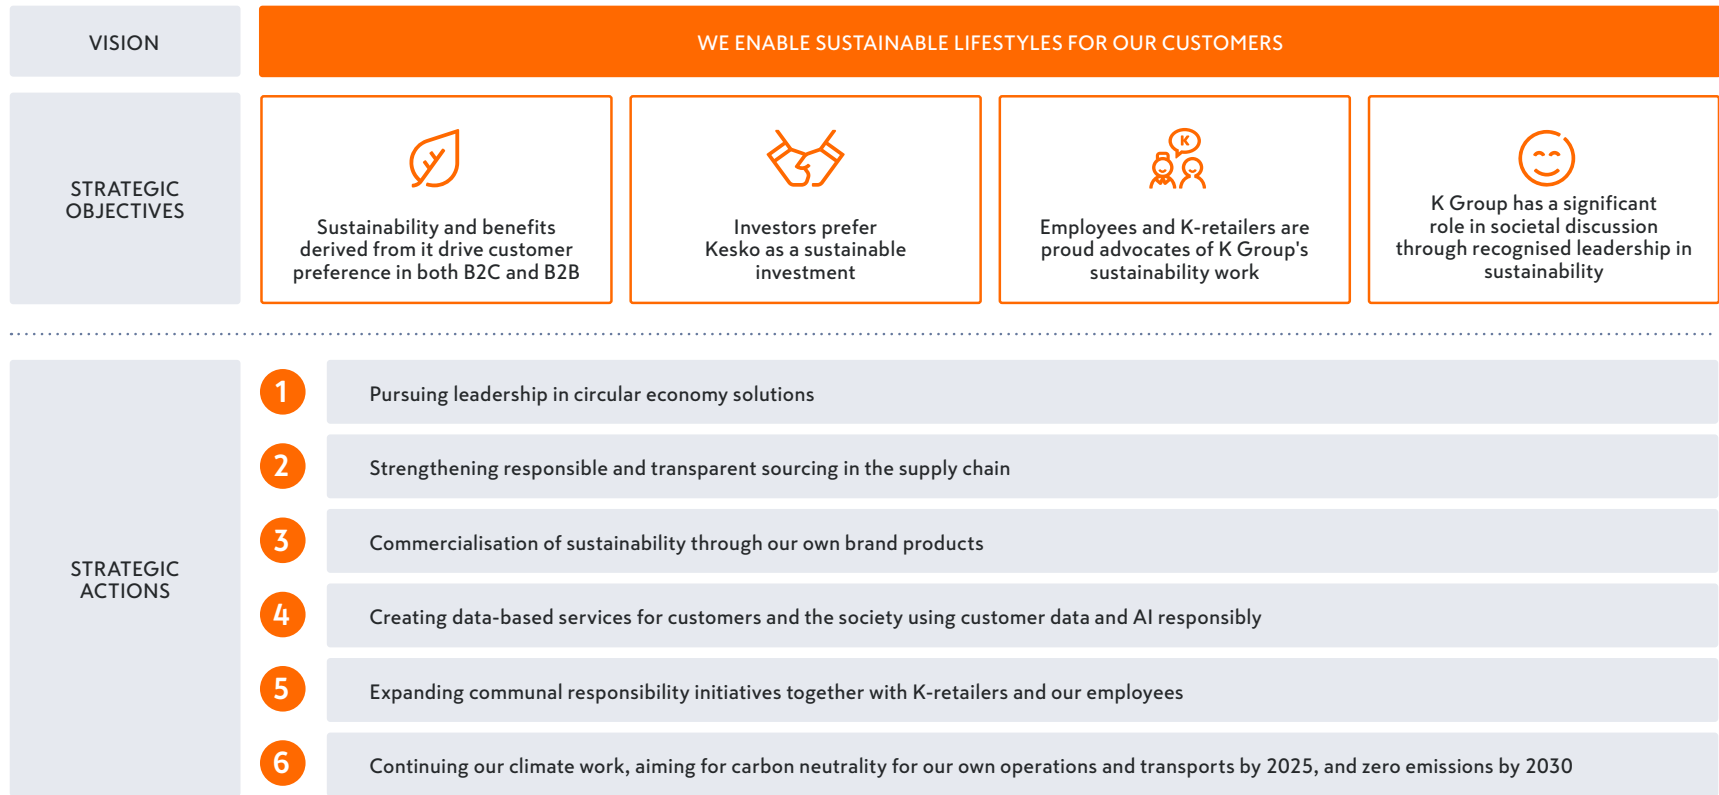 VISION
WE ENABLE SUSTAINABLE LIFESTYLES FOR OUR CUSTOMERS
STRATEGIC
OBJECTIVES
Sustainability and benefits
derived from it drive customer
preference in both B2C and B2B
Investors prefer
Kesko as a sustainable
investment
K
Employees and K-retailers are
proud advocates of K Group's
sustainability work
K Group has a significant
role in societal discussion
through recognised leadership in
sustainability
STRATEGIC
ACTIONS
1 Pursuing leadership in circular economy solutions
2 Strengthening responsible and transparent sourcing in the supply chain
3 Commercialisation of sustainability through our own brand products
4 Creating data-based services for customers and the society using customer data and AI responsibly
5 Expanding communal responsibility initiatives together with K-retailers and our employees
6 Continuing our climate work, aiming for carbon neutrality for our own operations and transports by 2025, and zero emissions by 2030